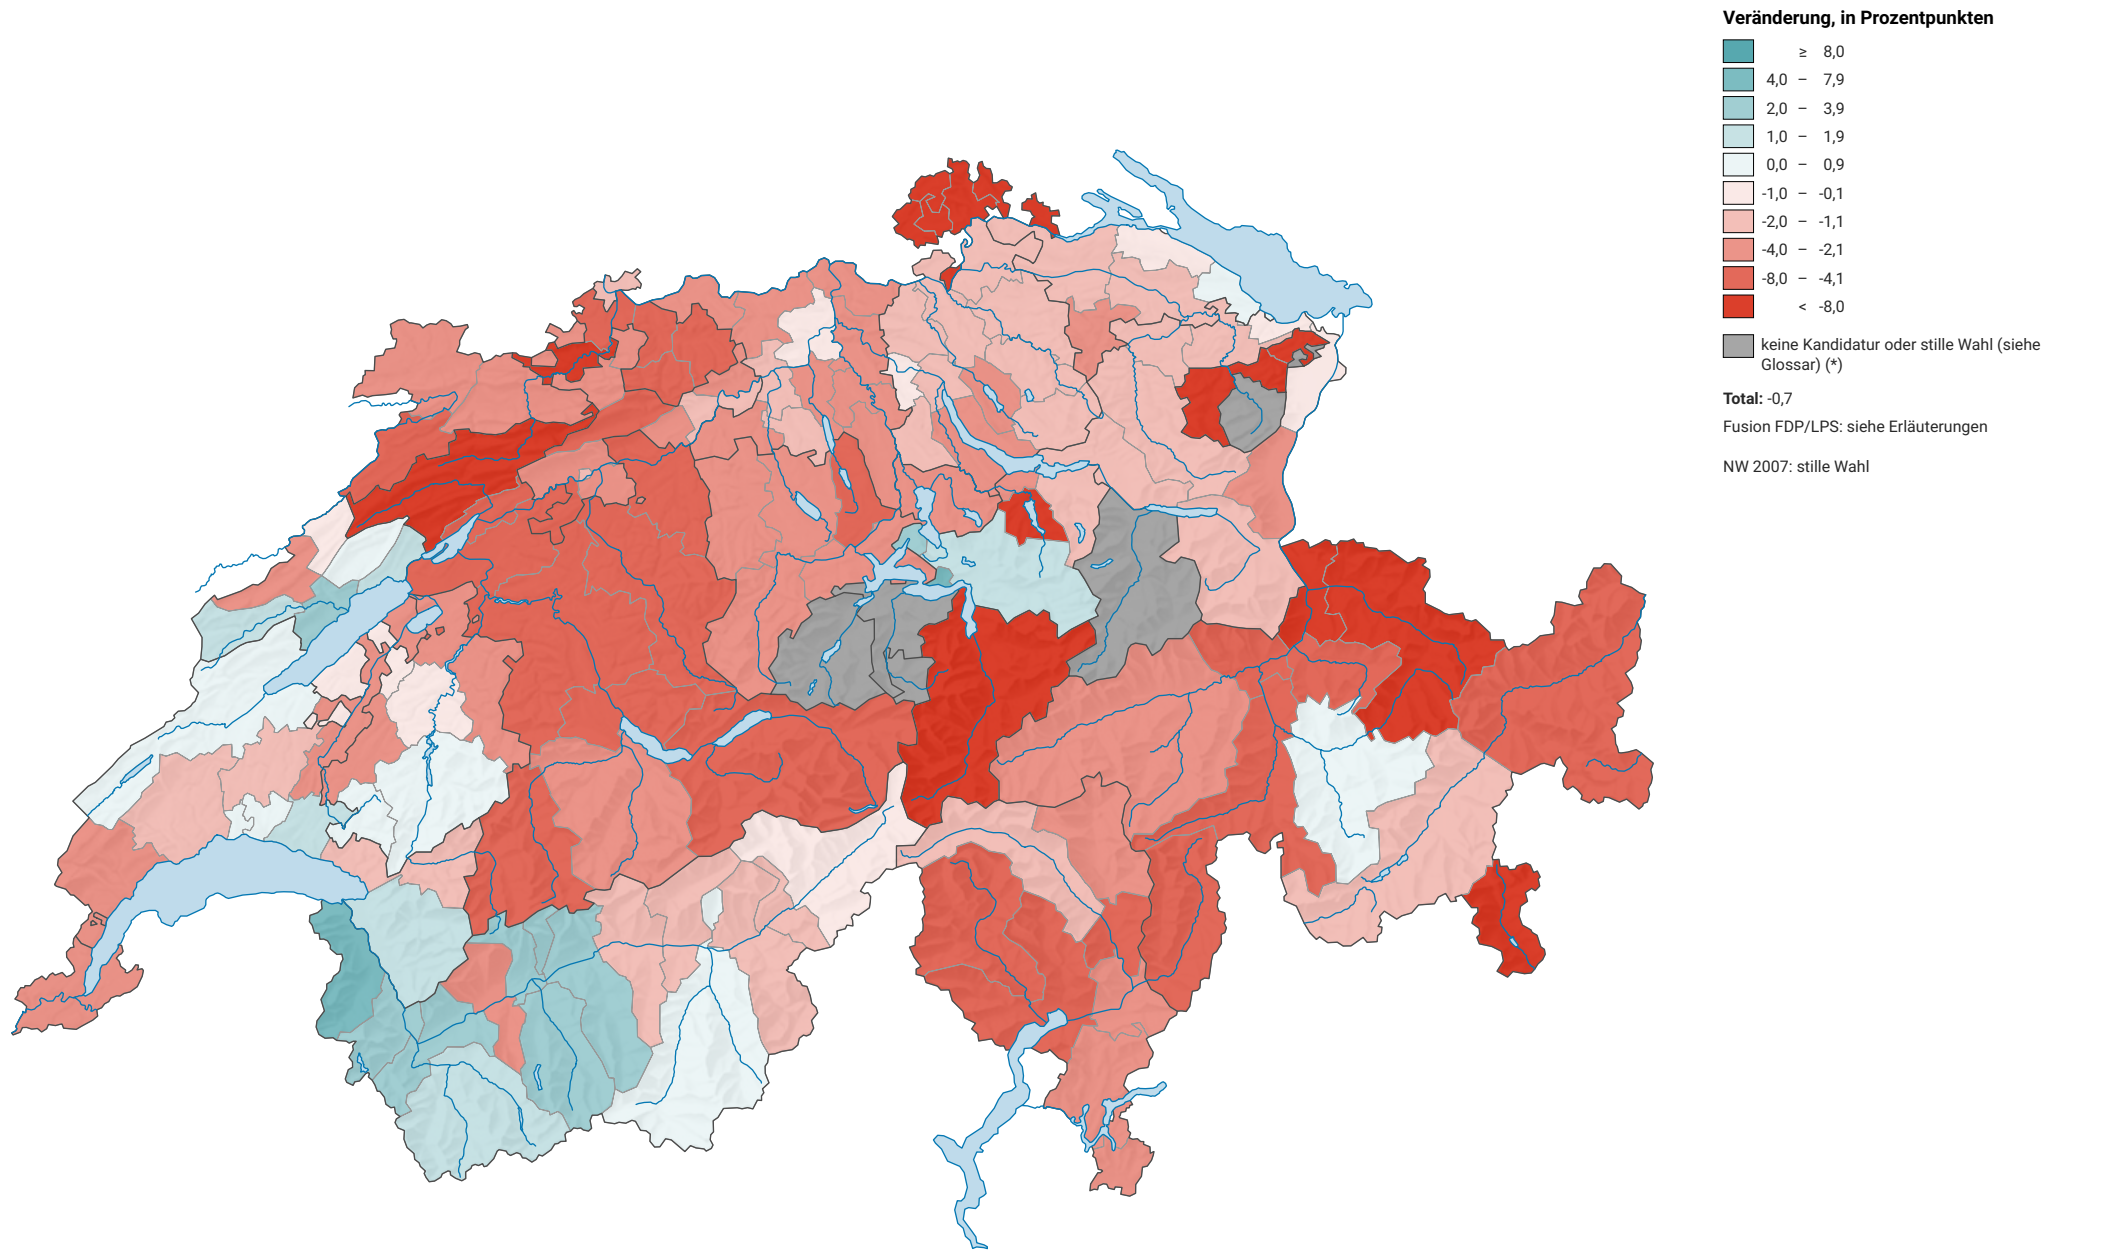 Veränderung, in Prozentpunkten
≥ 8,0
4,0 – 7,9
2,0 – 3,9
1,0 – 1,9
0,0 – 0,9
-1,0 – -0,1
-2,0 – -1,1
-4,0 – -2,1
-8,0 – -4,1
< -8,0
keine Kandidatur oder stille Wahl (siehe
Glossar) (*)
Total: -0,7
Fusion FDP/LPS: siehe Erläuterungen
NW 2007: stille Wahl